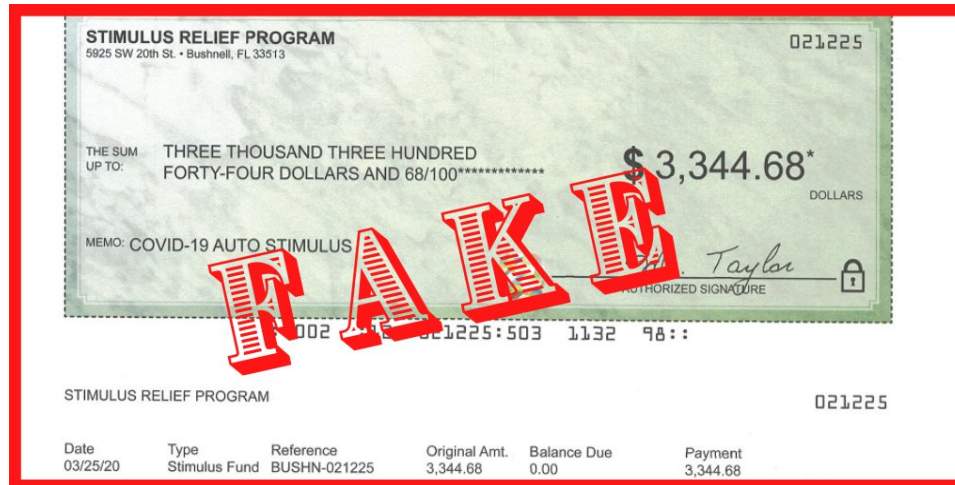 STIMULUS RELIEF PROGRAM
5925 SW 20th St. • Bushnell, FL 33513
021225
THE SUM UP TO:
THREE THOUSAND THREE HUNDRED
FORTY-FOUR DOLLARS AND 68/100*************
$ 3,344.68*
DOLLARS
MEMO: COVID-19 AUTO STIMULUS
Taylor
AUTHORIZED SIGNATURE
FAKE
021225:503 1132 98::
STIMULUS RELIEF PROGRAM
021225
Date Type Reference Original Amt. Balance Due Payment
03/25/20 Stimulus Fund BUSHN-021225 3,344.68 0.00 3,344.68